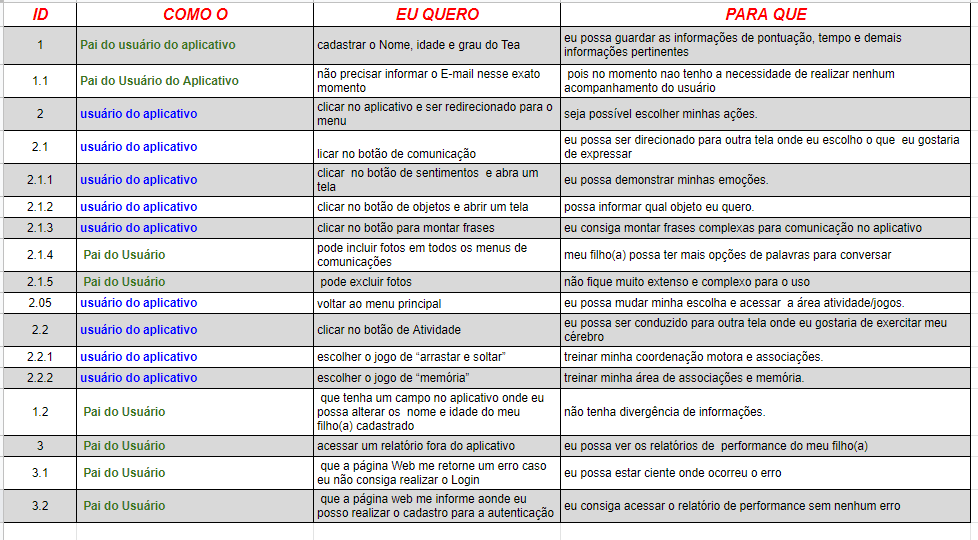 ID COMO O EU QUERO PARA QUE
1 Pai do usuário do aplicativo cadastrar o Nome, idade e grau do Tea eu possa guardar as informações de pontuação, tempo e demais
informações pertinentes
1.1 Pai do Usuário do Aplicativo não precisar informar o E-mail nesse exato
momento pois no momento nao tenho a necessidade de realizar nenhum
acompanhamento do usuário
2 usuário do aplicativo clicar no aplicativo e ser redirecionado para o
menu seja possível escolher minhas ações.
2.1 usuário do aplicativo licar no botão de comunicação eu possa ser direcionado para outra tela onde eu escolho o que eu gostaria
de expressar
2.1.1 usuário do aplicativo clicar no botão de sentimentos e abra um
tela eu possa demonstrar minhas emoções.
2.1.2 usuário do aplicativo clicar no botão de objetos e abrir um tela possa informar qual objeto eu quero.
2.1.3 usuário do aplicativo clicar no botão para montar frases eu consiga montar frases complexas para comunicação no aplicativo
2.1.4 Pai do Usuário pode incluir fotos em todos os menus de
comunicações meu filho(a) possa ter mais opções de palavras para conversar
2.1.5 Pai do Usuário pode excluir fotos não fique muito extenso e complexo para o uso
2.05 usuário do aplicativo voltar ao menu principal eu possa mudar minha escolha e acessar a área atividade/jogos.
2.2 usuário do aplicativo clicar no botão de Atividade eu possa ser conduzido para outra tela onde eu gostaria de exercitar meu
cérebro
2.2.1 usuário do aplicativo escolher o jogo de “arrastar e soltar” treinar minha coordenação motora e associações.
2.2.2 usuário do aplicativo escolher o jogo de “memória” treinar minha área de associações e memória.
1.2 Pai do Usuário que tenha um campo no aplicativo onde eu
possa alterar os nome e idade do meu
filho(a) cadastrado não tenha divergência de informações.
3 Pai do Usuário acessar um relatório fora do aplicativo eu possa ver os relatórios de performance do meu filho(a)
3.1 Pai do Usuário que a página Web me retorne um erro caso
eu não consiga realizar o Login eu possa estar ciente onde ocorreu o erro
3.2 Pai do Usuário que a página web me informe aonde eu
posso realizar o cadastro para a autenticação eu consiga acessar o relatório de performance sem nenhum erro